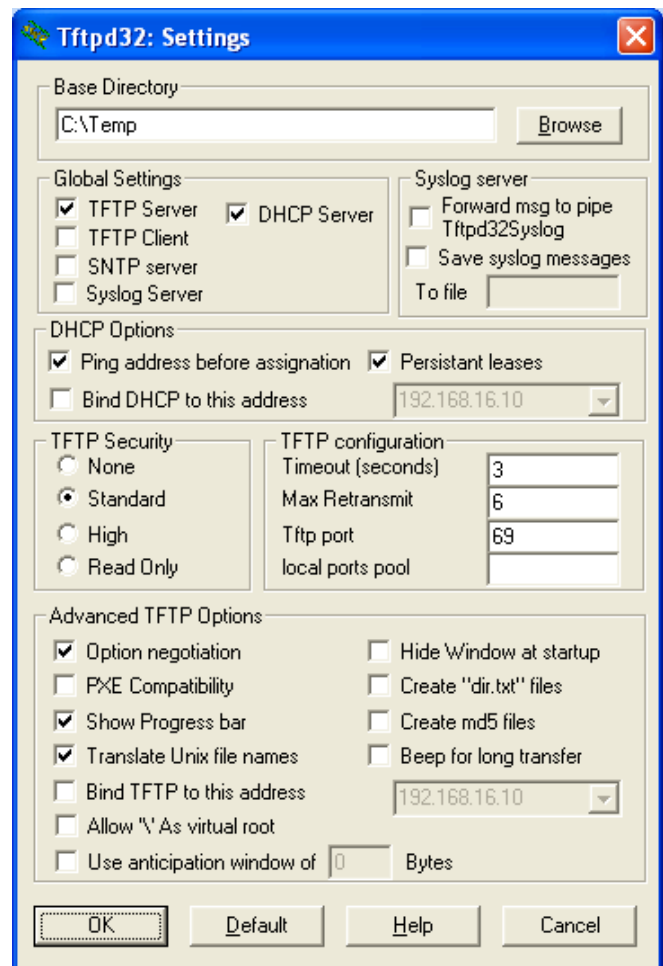 Tftpd32: Settings
Base Directory
C:\Temp
Browse
Global Settings
TFTP Server
DHCP Server
TFTP Client
SNTP server
Syslog Server
Syslog server
Forward msg to pipe
Tftpd32Syslog
Save syslog messages
To file
DHCP Options
Ping address before assignation
Persistant leases
Bind DHCP to this address
192.168.16.10
TFTP Security
None
Standard
High
Read Only
TFTP configuration
Timeout (seconds)
3
Max Retransmit
6
Tftp port
69
local ports pool
Advanced TFTP Options
Option negotiation
Hide Window at startup
PXE Compatibility
Create "dir.txt" files
Show Progress bar
Create md5 files
Translate Unix file names
Beep for long transfer
Bind TFTP to this address
192.168.16.10
Allow '\' As virtual root
Use anticipation window of
0
Bytes
OK
Default
Help
Cancel